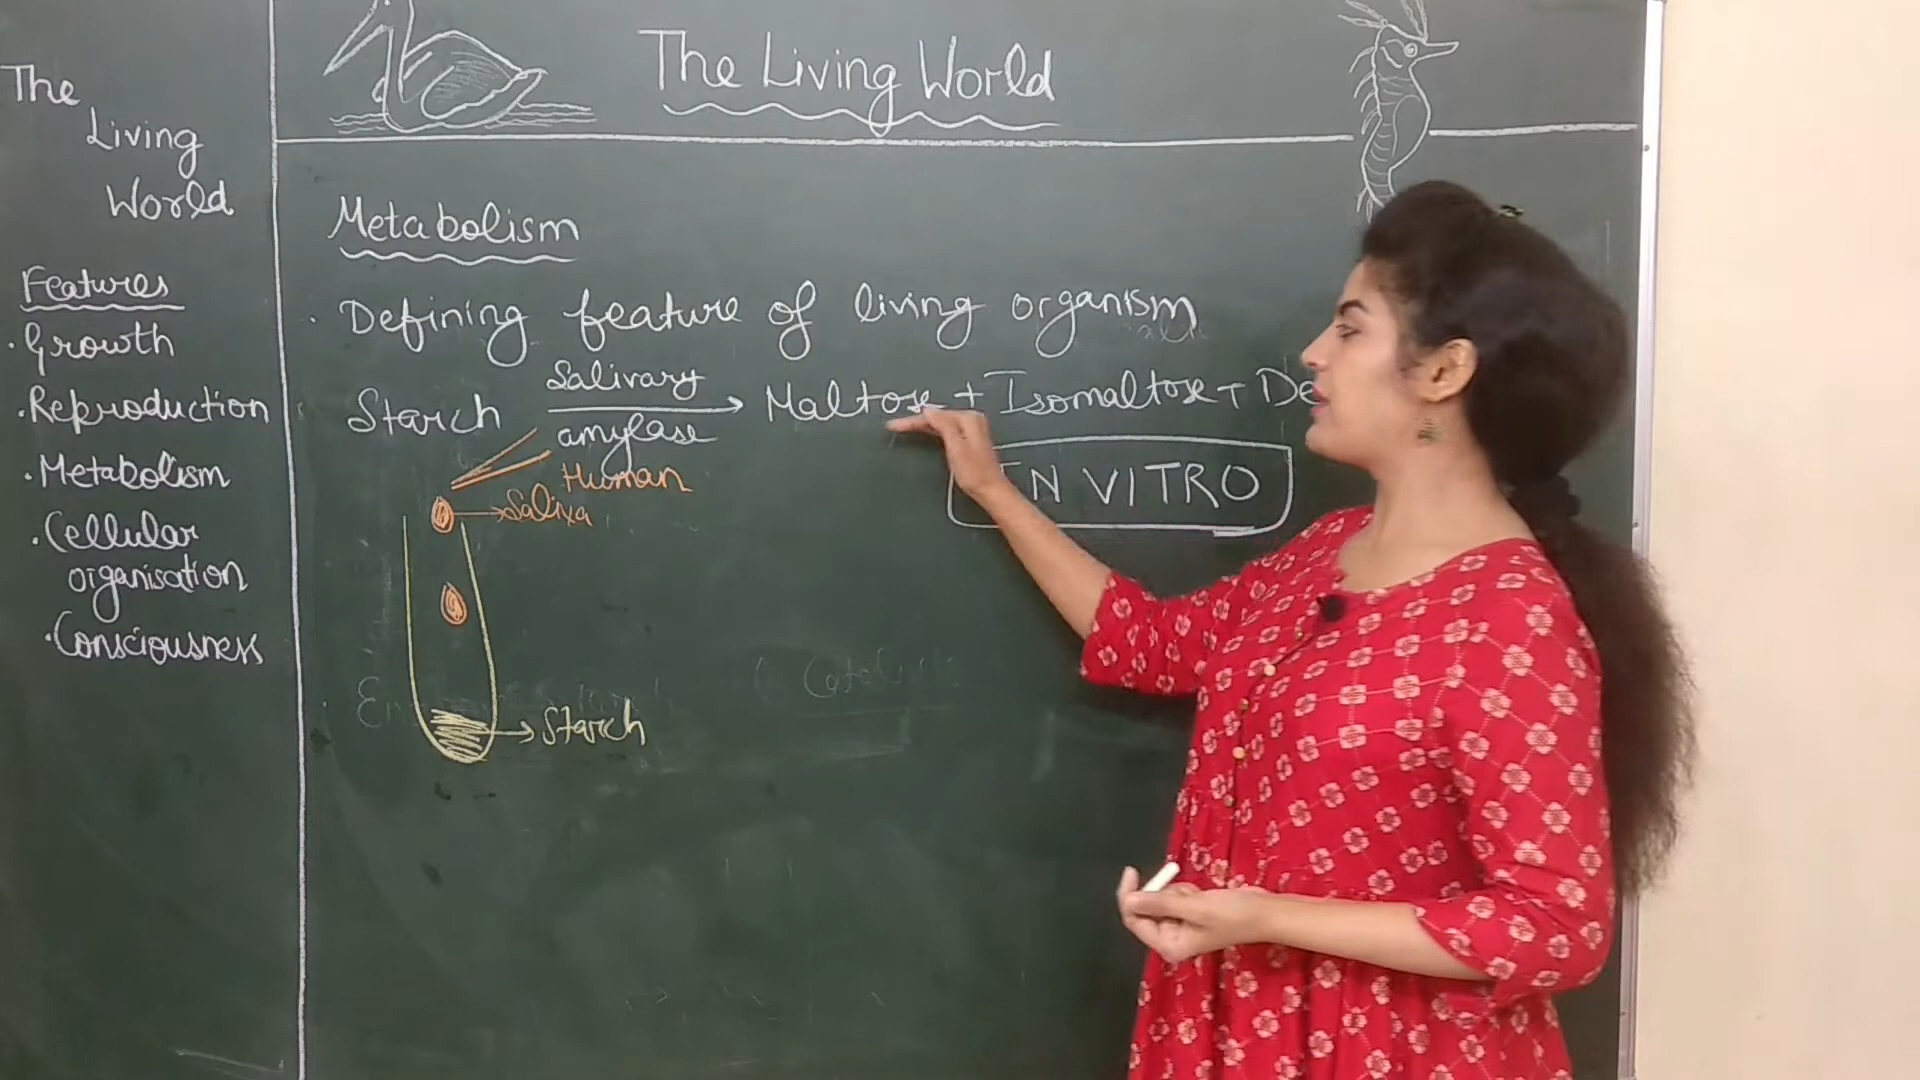 The
Living
World
Features
· Growth
· Reproduction
· Metabolism
· Cellular
organisation
· Consciousness
The Living World
Metabolism
· Defining feature of living organism
Starch Salivary amylase → Maltose + Isomaltose + De
Human
→ Saliva
IN VITRO
→ Starch